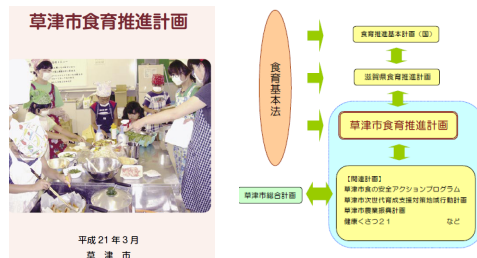 草津市食育推進計画
平成21年3月
草津市
食育基本法
食育推進基本計画（国）
滋賀県食育推進計画
草津市食育推進計画
草津市総合計画
【関連計画】
草津市食の安全アクションプログラム
草津市次世代育成支援対策地域行動計画
草津市農業振興計画
健康くさつ２１　など